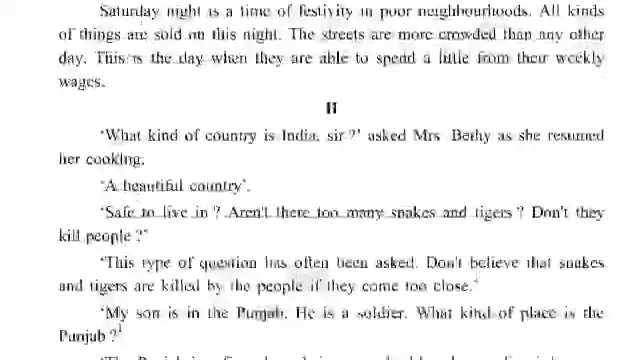 Saturday night is a time of festivity in poor neighbourhoods. All kinds
of things are sold on this night. The streets are more crowded than any other
day. This is the day when they are able to spend a little from their weekly
wages.
II
'What kind of country is India, sir?' asked Mrs Bethy as she resumed
her cooking.
'A beautiful country'.
'Safe to live in? Aren't there too many snakes and tigers? Don't they
kill people?'
'This type of question has often been asked. Don't believe that snakes
and tigers are killed by the people if they come too close.'
'My son is in the Punjab. He is a soldier. What kind of place is the
Punjub?'